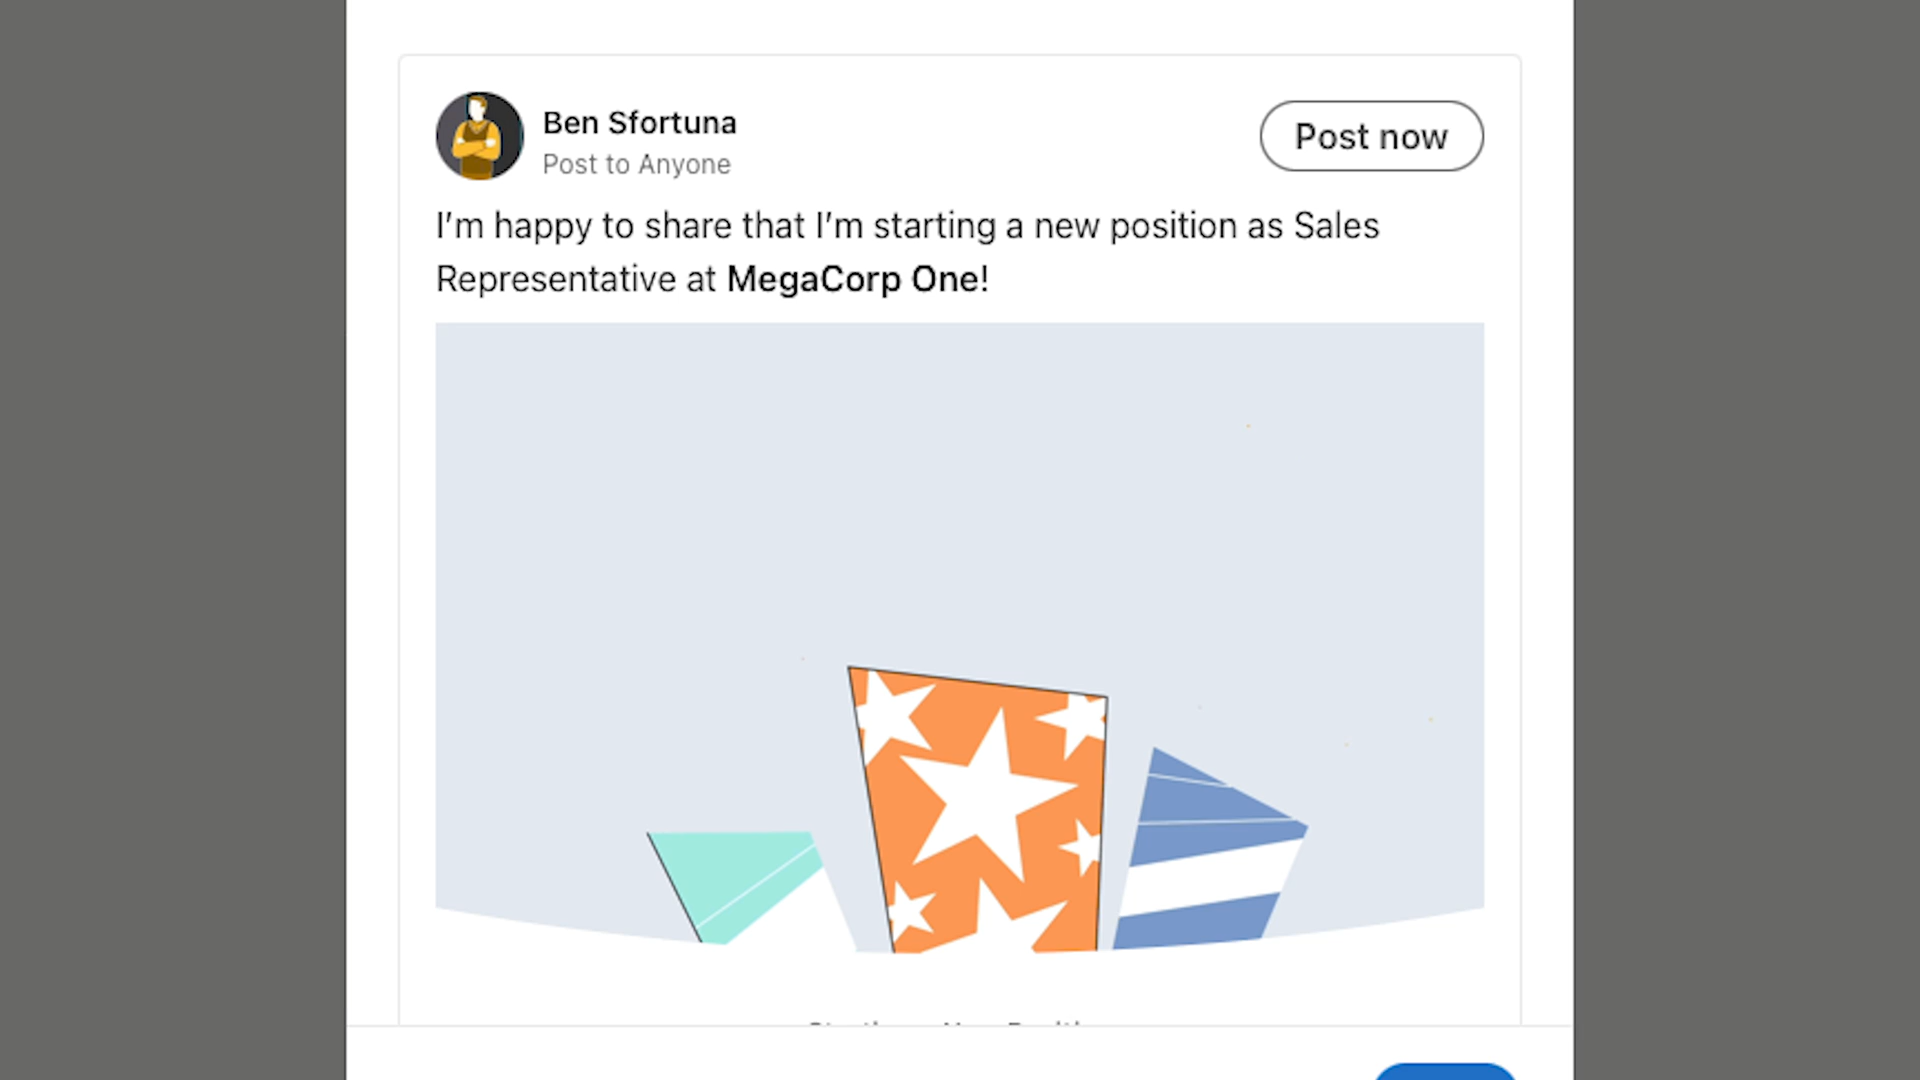 Ben Sfortuna
Post to Anyone
Post now
I'm happy to share that I'm starting a new position as Sales
Representative at MegaCorp One!